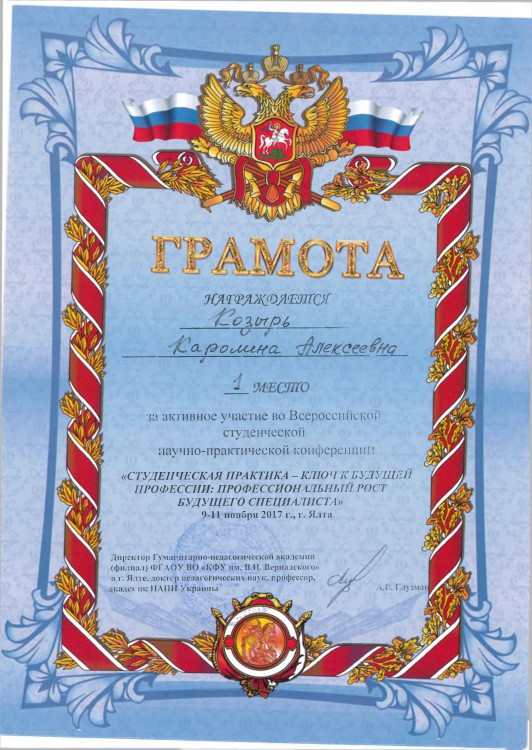 ГРАМОТА
НАГРАЖДАЕТСЯ
Козырь
Каролина Алексеевна
1 МЕСТО
за активное участие во Всероссийской
студенческой
научно-практической конференции
«СТУДЕНЧЕСКАЯ ПРАКТИКА – КЛЮЧ К БУДУЩЕЙ
ПРОФЕССИИ: ПРОФЕССИОНАЛЬНЫЙ РОСТ
БУДУЩЕГО СПЕЦИАЛИСТА»
9-11 ноября 2017 г., г. Ялта
Директор Гуманитарно-педагогической академии
(филиал) ФГАОУ ВО «КФУ им. В.И. Вернадского»
в г. Ялте, доктор педагогических наук, профессор,
академик НАПН Украины
А.В. Глузман